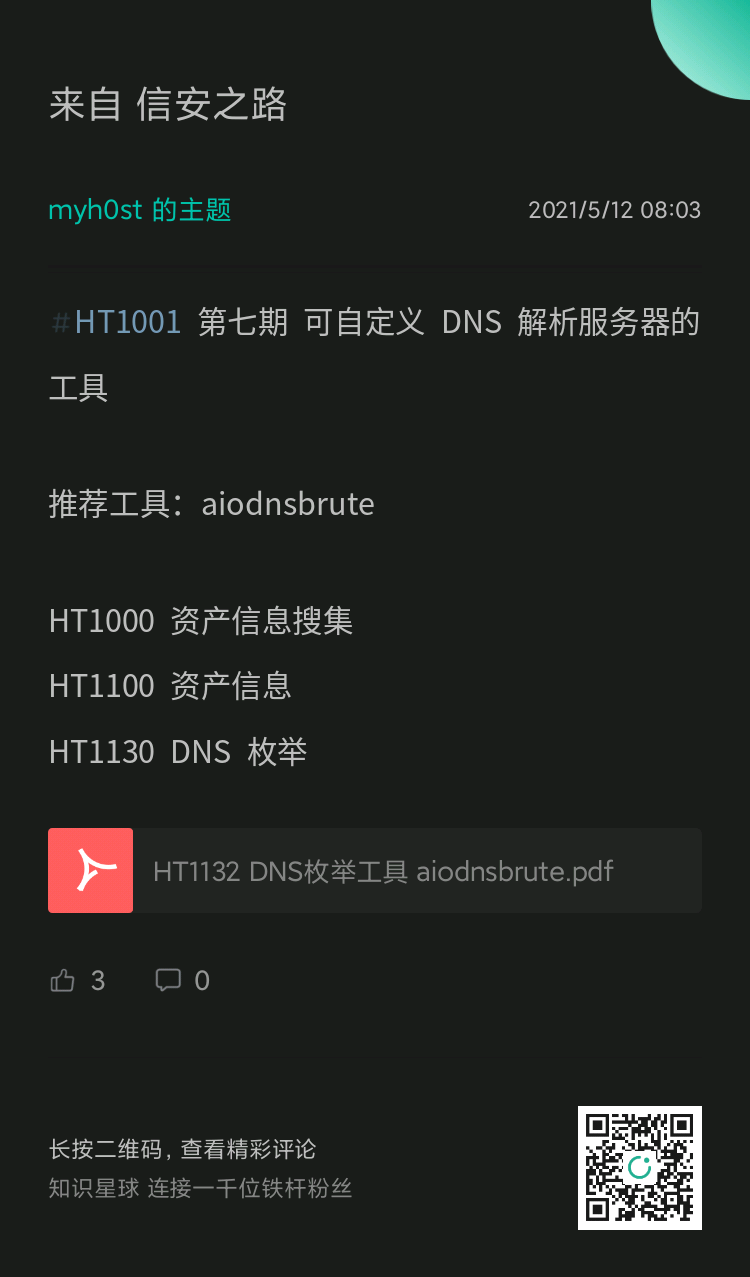 来自 信安之路
myh0st 的主题
2021/5/12 08:03
#HT1001 第七期 可自定义 DNS 解析服务器的
工具
推荐工具：aiodnsbrute
HT1000 资产信息搜集
HT1100 资产信息
HT1130 DNS 枚举
HT1132 DNS枚举工具 aiodnsbrute.pdf
3 0
长按二维码, 查看精彩评论
知识星球 连接一千位铁杆粉丝